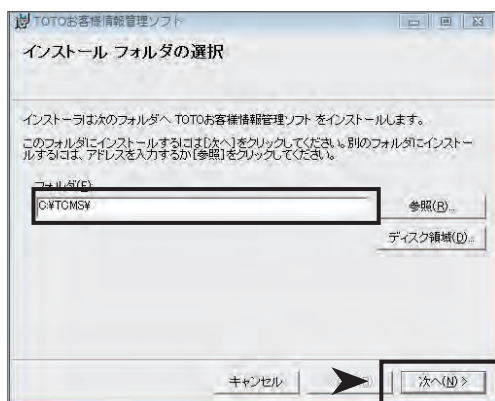 TOTOお客様情報管理ソフト
インストール フォルダの選択
インストーラは次のフォルダへ TOTOお客様情報管理ソフト をインストールします。
このフォルダにインストールするには[次へ]をクリックしてください。別のフォルダにインストー
ルするには、アドレスを入力するか[参照]をクリックしてください。
フォルダ(F):
C:¥TCMS¥
参照(R)...
ディスク領域(D)...
キャンセル
次へ(N) >